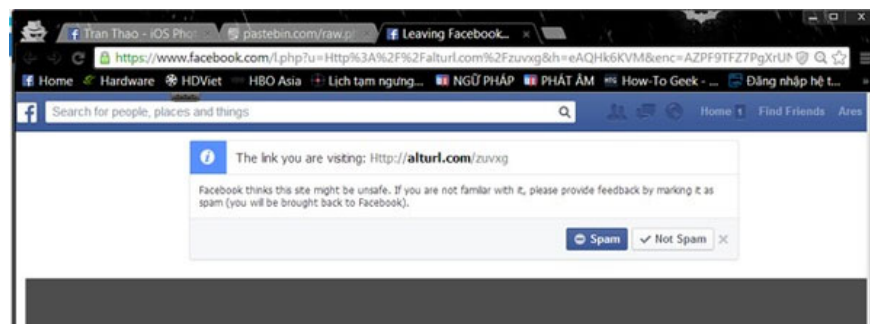 Tran Thao - iOS Phot
pastebin.com/raw.p
Leaving Facebook...
https://www.facebook.com/l.php?u=Http%3A%2F%2Falturl.com%2Fzuvxg&h=eAQHk6KVM&enc=AZPF9TFZ7PgXrU
Home Hardware HDViet HBO Asia Lịch tạm ngưng... NGỮ PHÁP PHÁT ÂM How-To Geek - ... Đăng nhập hệ t... »
Search for people, places and things
Home 1 Find Friends Ares
The link you are visiting: Http://alturl.com/zuvxg
Facebook thinks this site might be unsafe. If you are not familiar with it, please provide feedback by marking it as
spam (you will be brought back to Facebook).
Spam Not Spam